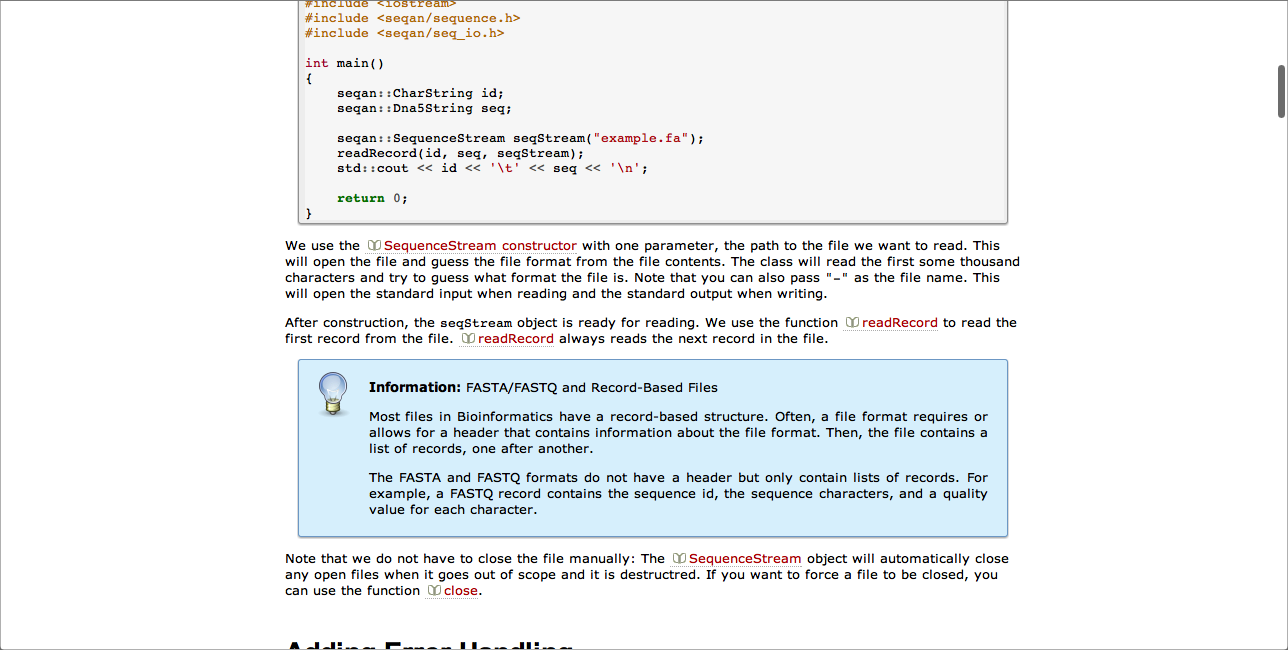 #include <iostream>
#include <seqan/sequence.h>
#include <seqan/seq_io.h>
int main()
{
    seqan::CharString id;
    seqan::Dna5String seq;
    seqan::SequenceStream seqStream("example.fa");
    readRecord(id, seq, seqStream);
    std::cout << id << '\t' << seq << '\n';
    return 0;
}
We use the SequenceStream constructor with one parameter, the path to the file we want to read. This
will open the file and guess the file format from the file contents. The class will read the first some thousand
characters and try to guess what format the file is. Note that you can also pass "-" as the file name. This
will open the standard input when reading and the standard output when writing.
After construction, the seqStream object is ready for reading. We use the function readRecord to read the
first record from the file. readRecord always reads the next record in the file.
Information: FASTA/FASTQ and Record-Based Files
Most files in Bioinformatics have a record-based structure. Often, a file format requires or
allows for a header that contains information about the file format. Then, the file contains a
list of records, one after another.
The FASTA and FASTQ formats do not have a header but only contain lists of records. For
example, a FASTQ record contains the sequence id, the sequence characters, and a quality
value for each character.
Note that we do not have to close the file manually: The SequenceStream object will automatically close
any open files when it goes out of scope and it is destructred. If you want to force a file to be closed, you
can use the function close.
Adding Error Handling